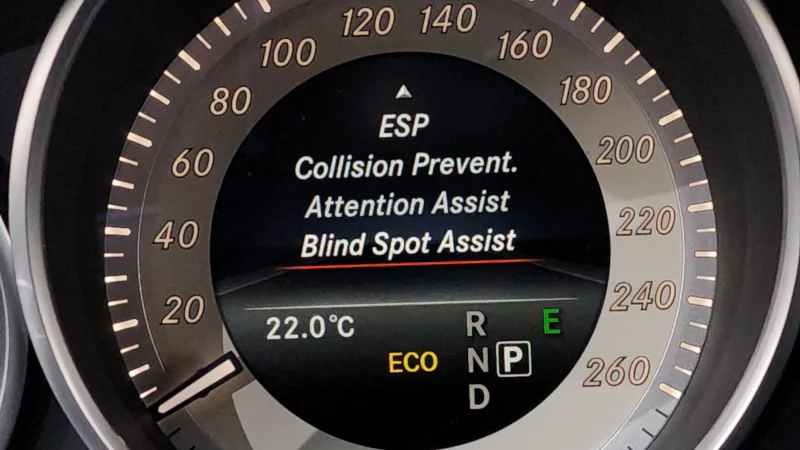 120 140
100 160
80 180
60 200
40 220
20 240
260
ESP
Collision Prevent.
Attention Assist
Blind Spot Assist
22.0°C
R E
ECO N P
D